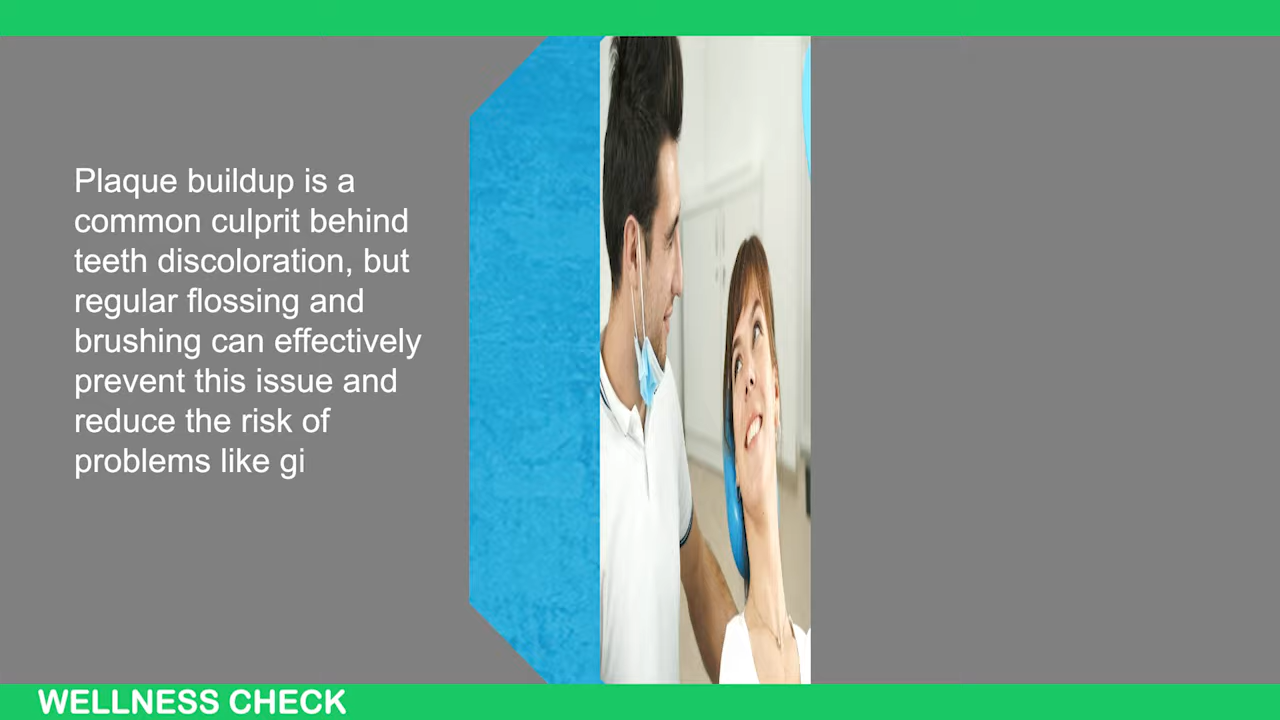 Plaque buildup is a
common culprit behind
teeth discoloration, but
regular flossing and
brushing can effectively
prevent this issue and
reduce the risk of
problems like gi
WELLNESS CHECK